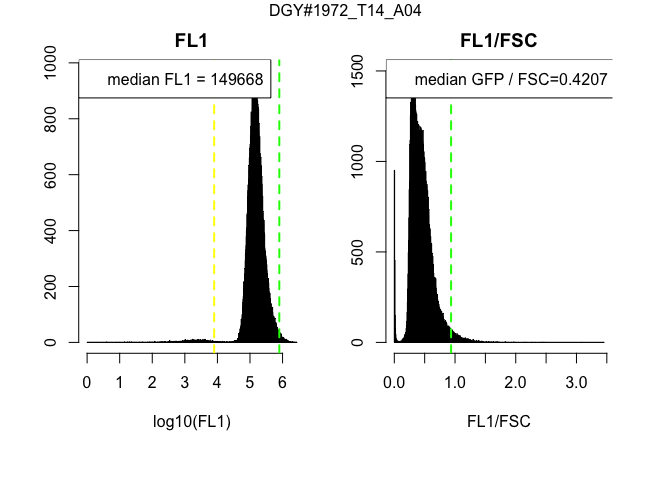 DGY#1972_T14_A04
FL1
median FL1 = 149668
0 200 400 600 800 1000
0 1 2 3 4 5 6
log10(FL1)
FL1/FSC
median GFP / FSC=0.4207
0 500 1000 1500
0.0 1.0 2.0 3.0
FL1/FSC